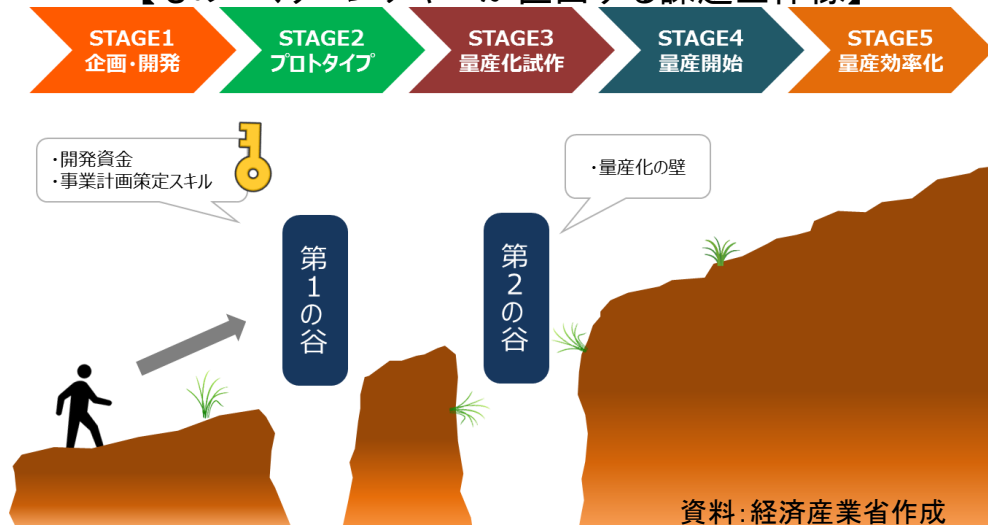 STAGE1
企画・開発
STAGE2
プロトタイプ
STAGE3
量産化試作
STAGE4
量産開始
STAGE5
量産効率化
・開発資金
・事業計画策定スキル
・量産化の壁
第1の谷
第2の谷
資料：経済産業省作成